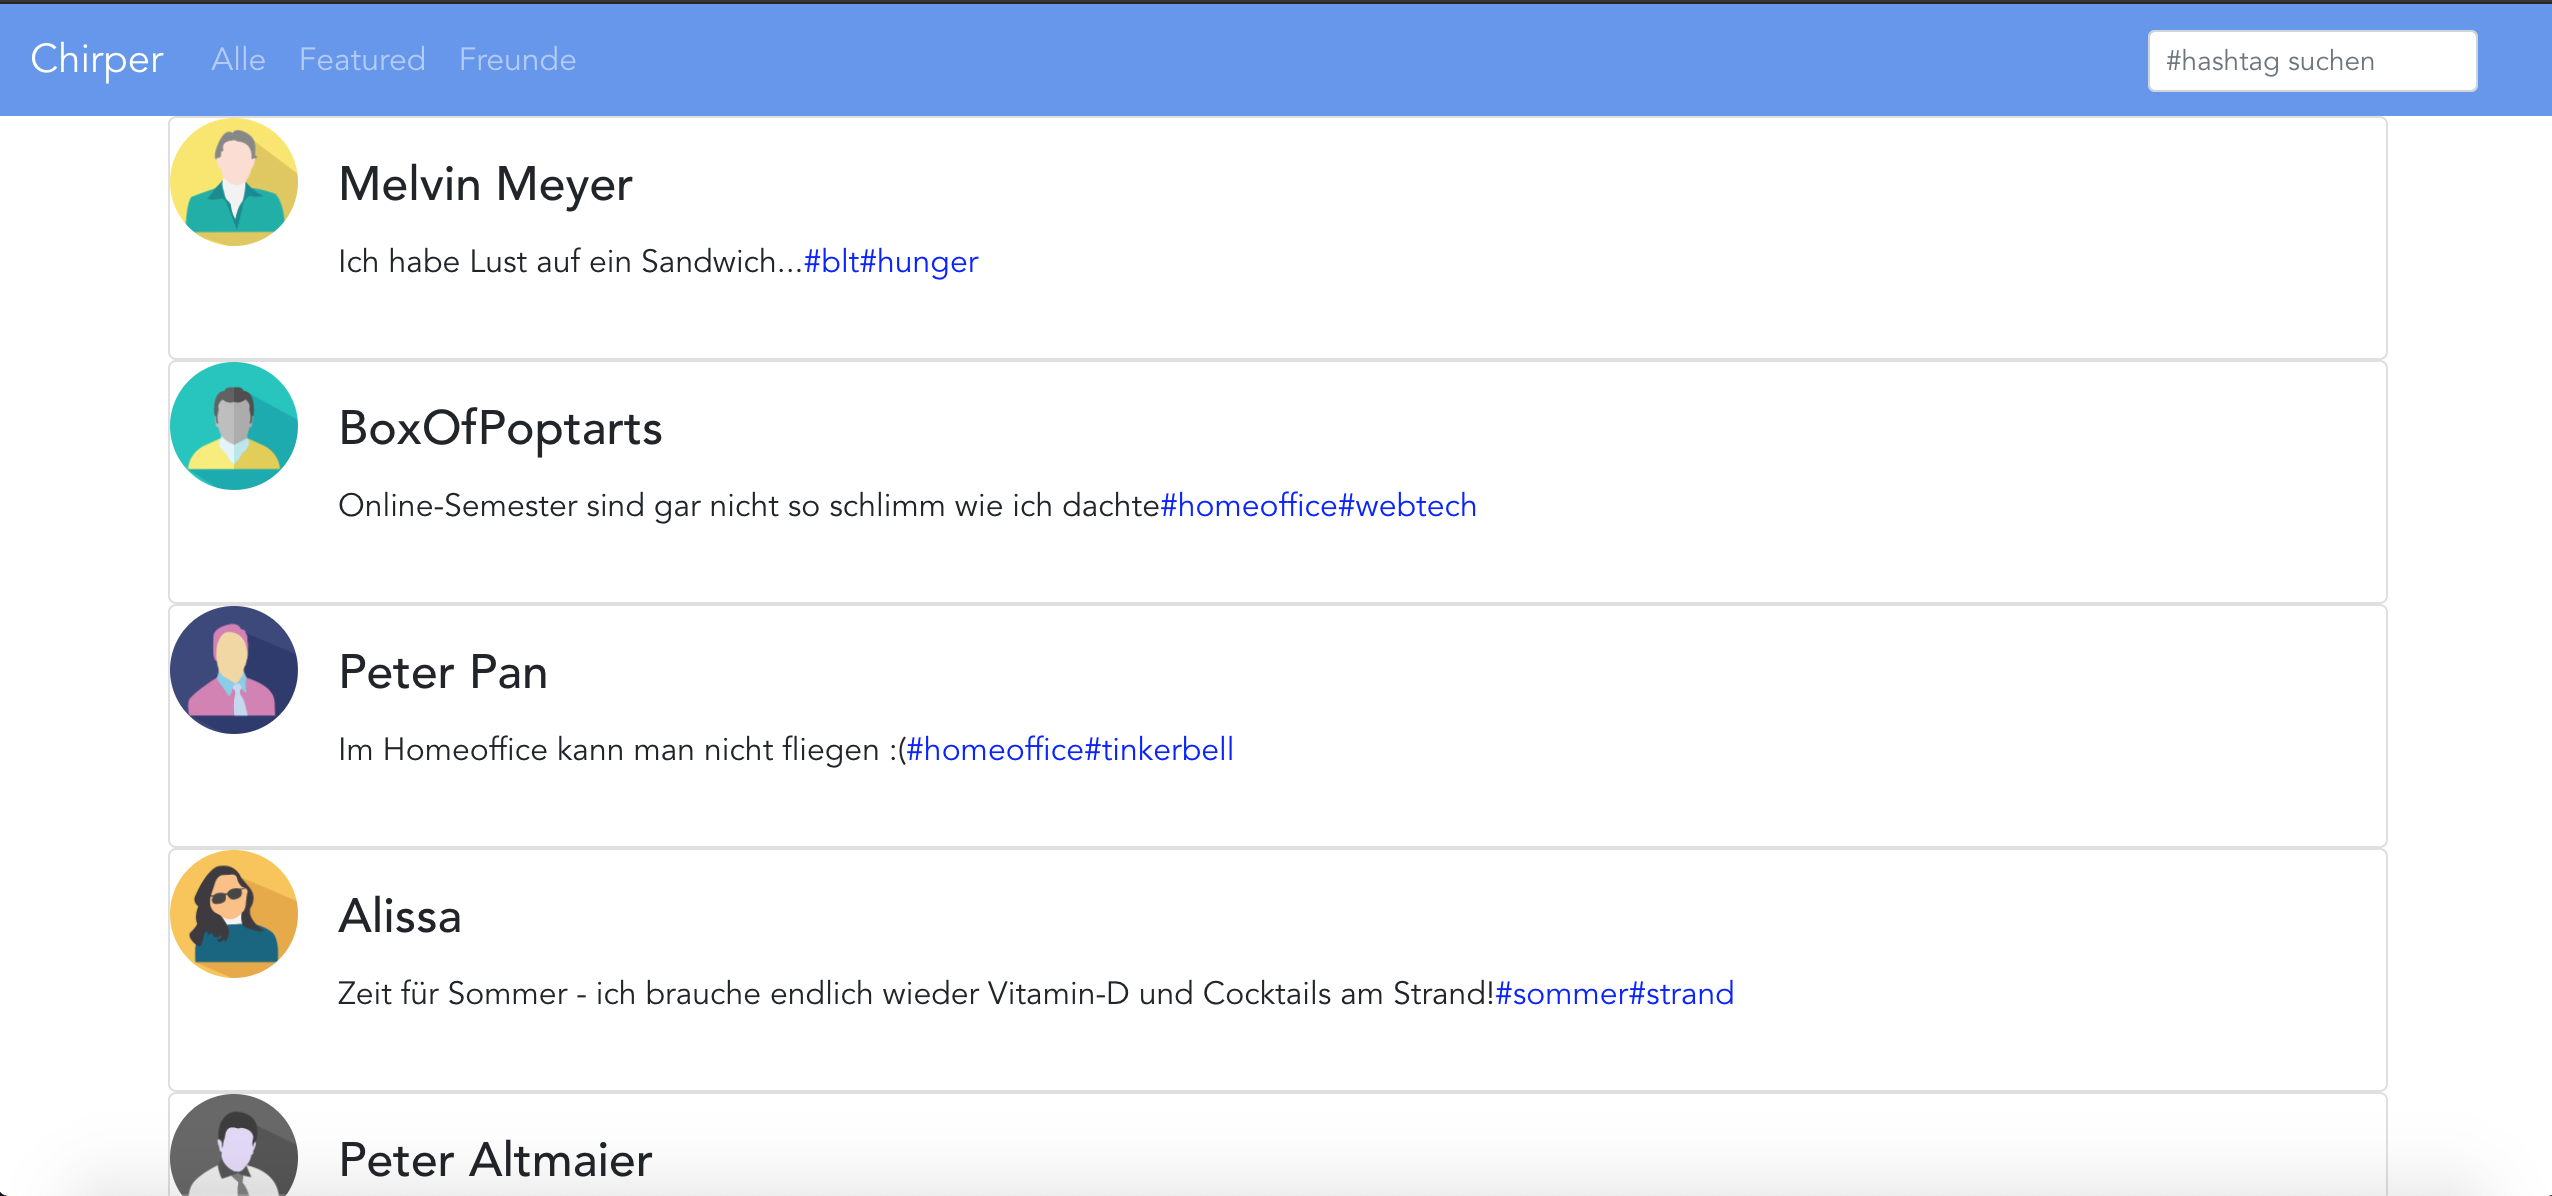 Chirper Alle Featured Freunde #hashtag suchen
Melvin Meyer
Ich habe Lust auf ein Sandwich...#blt#hunger
BoxOfPoptarts
Online-Semester sind gar nicht so schlimm wie ich dachte#homeoffice#webtech
Peter Pan
Im Homeoffice kann man nicht fliegen :(#homeoffice#tinkerbell
Alissa
Zeit für Sommer - ich brauche endlich wieder Vitamin-D und Cocktails am Strand!#sommer#strand
Peter Altmaier